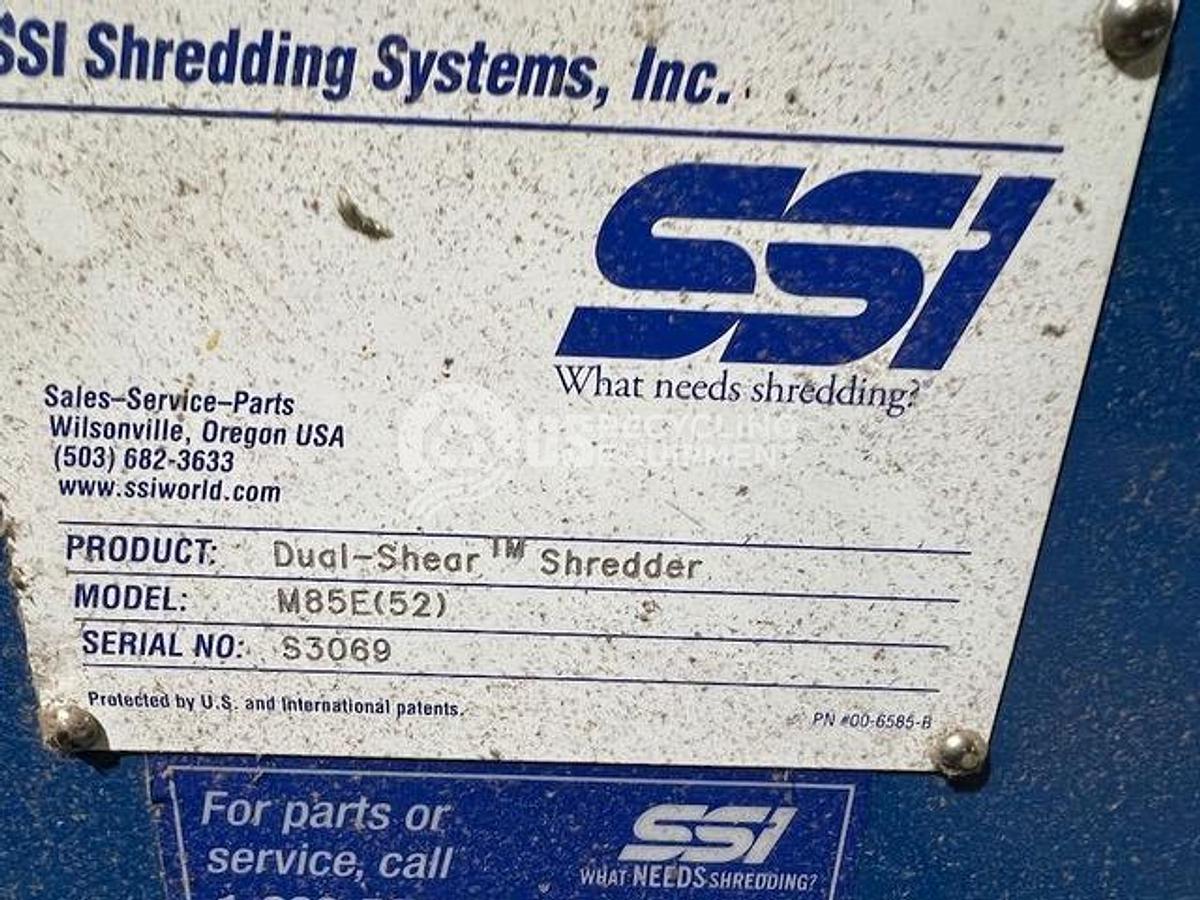 SSI Shredding Systems, Inc.
SSI
What needs shredding?®
Sales-Service-Parts
Wilsonville, Oregon USA
(503) 682-3633
www.ssiworld.com
PRODUCT: Dual-Shear™ Shredder
MODEL: M85E(52)
SERIAL NO: S3069
Protected by U.S. and International patents.
PN #00-6585-B
For parts or
service, call
SSI
WHAT NEEDS SHREDDING?